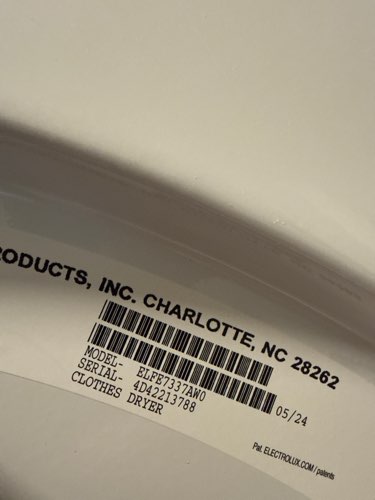 RODUCTS, INC. CHARLOTTE, NC 28262
05/24
MODEL- ELFE7337AW0
SERIAL- 4D42213788
CLOTHES DRYER
Pat. ELECTROLUX.COM/patents